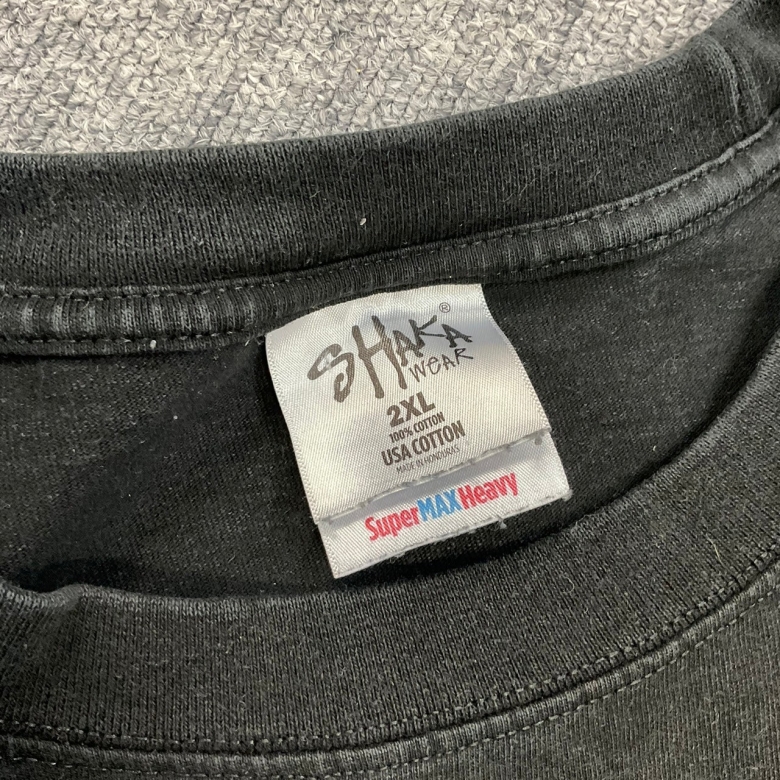 SHAKA®
WEAR
2XL
100% COTTON
USA COTTON
MADE IN HONDURAS
SuperMAXHeavy